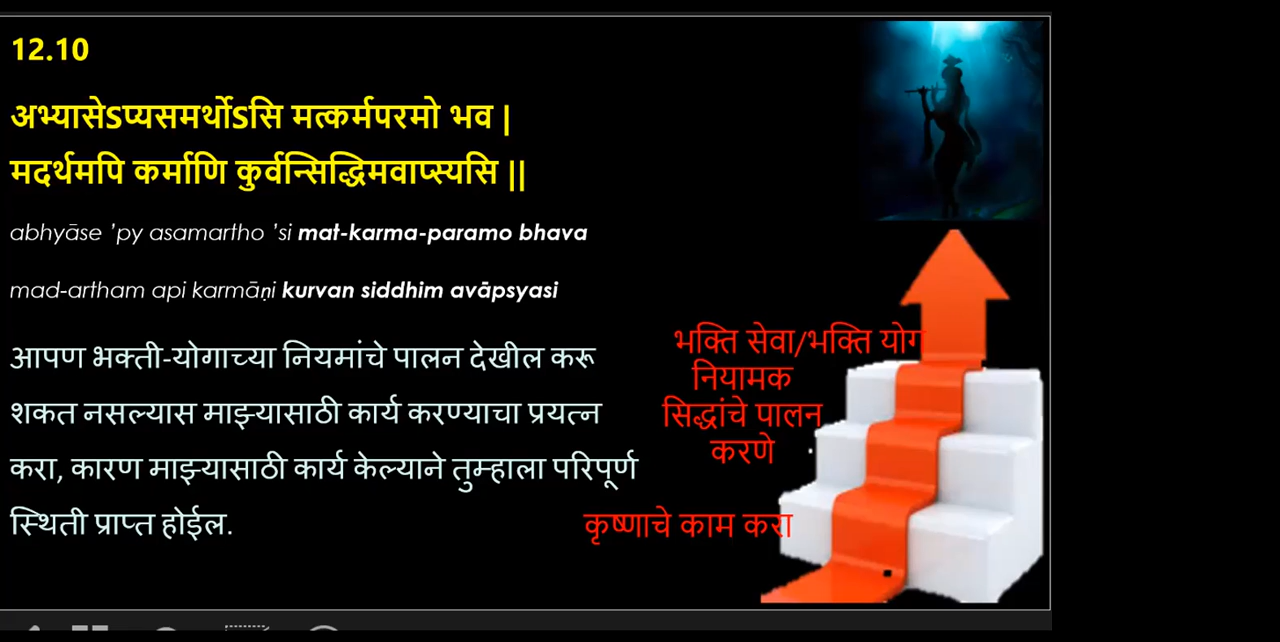 12.10
अभ्यासेऽप्यसमर्थोऽसि मत्कर्मपरमो भव |
मदर्थमपि कर्माणि कुर्वन्सिद्धिमवाप्स्यसि ||
abhyāse ’py asamartho ’si mat-karma-paramo bhava
mad-artham api karmāṇi kurvan siddhim avāpsyasi
आपण भक्ती-योगाच्या नियमांचे पालन देखील करू
शकत नसल्यास माझ्यासाठी कार्य करण्याचा प्रयत्न
करा, कारण माझ्यासाठी कार्य केल्याने तुम्हाला परिपूर्ण
स्थिती प्राप्त होईल.
भक्ति सेवा/भक्ति योग
नियामक
सिद्धांचे पालन
करणे
कृष्णाचे काम करा